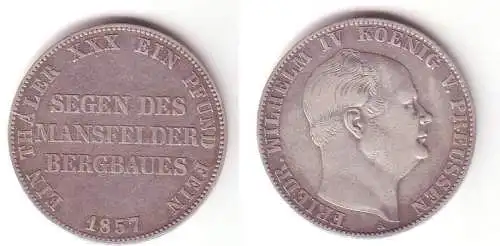 EIN THALER XXX EIN PFUND FEIN
SEGEN DES
MANSFELDER
BERGBAUES
1857
FRIEDR. WILHELM IV KOENIG V. PREUSSEN
A